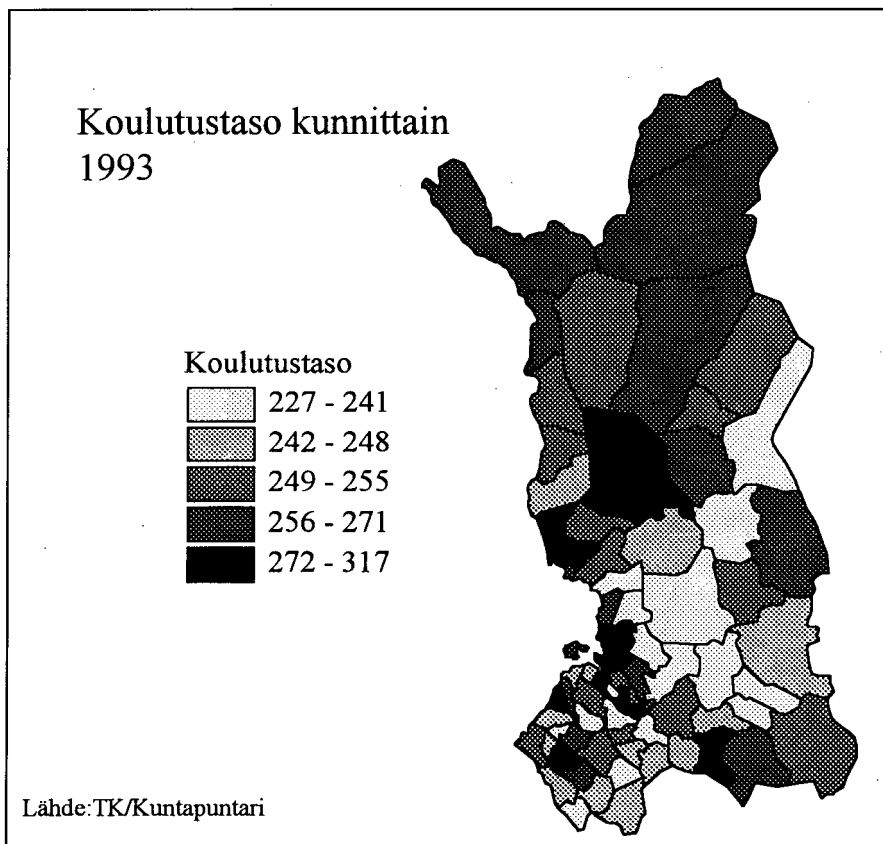 Koulutustaso kunnittain
1993
Koulutustaso
227 - 241
242 - 248
249 - 255
256 - 271
272 - 317
Lähde:TK/Kuntapuntari